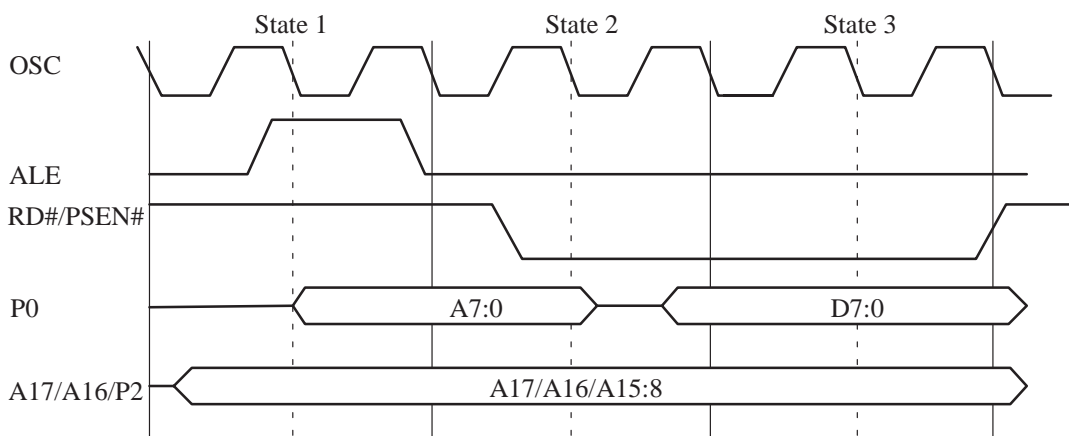 State 1
State 2
State 3
OSC
ALE
RD#/PSEN#
P0
A7:0
D7:0
A17/A16/P2
A17/A16/A15:8